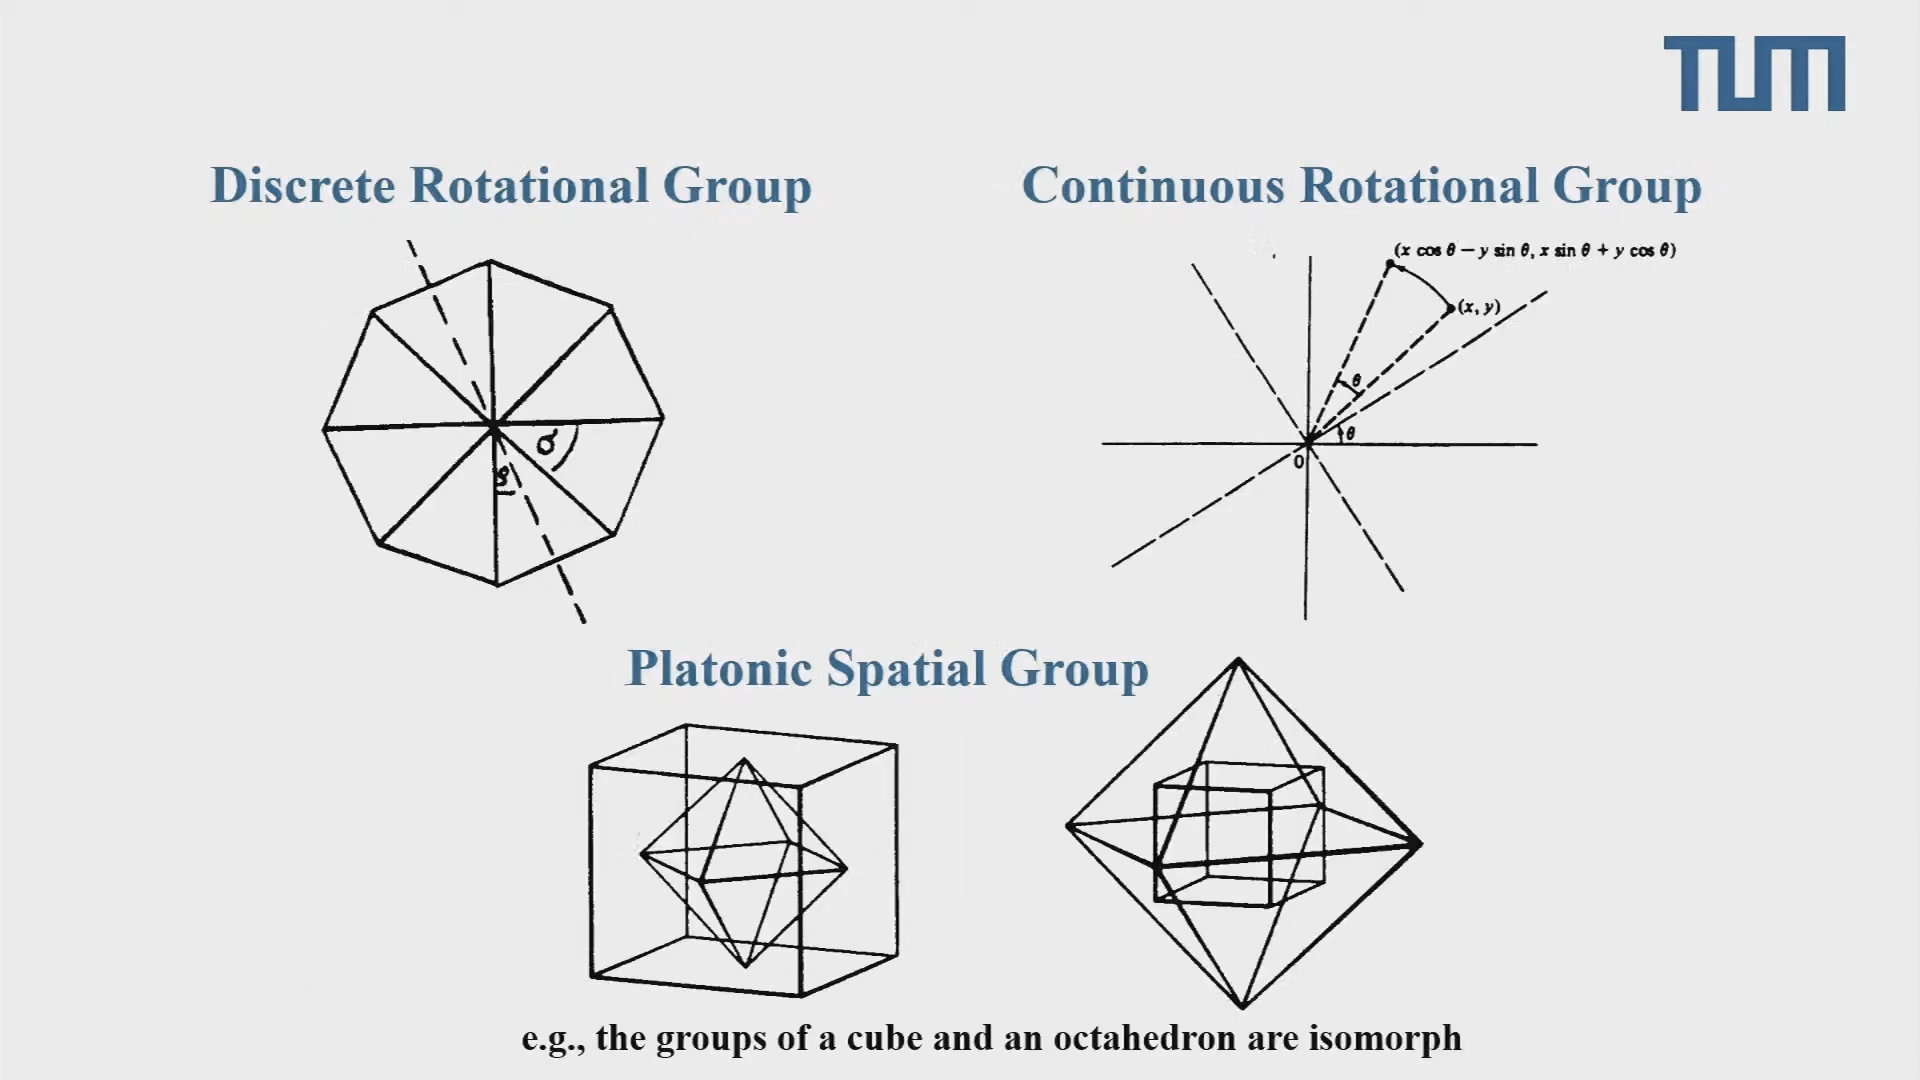 TUM
Discrete Rotational Group
Continuous Rotational Group
(x cos θ − y sin θ, x sin θ + y cos θ)
(x, y)
θ
θ
0
α
Platonic Spatial Group
e.g., the groups of a cube and an octahedron are isomorph